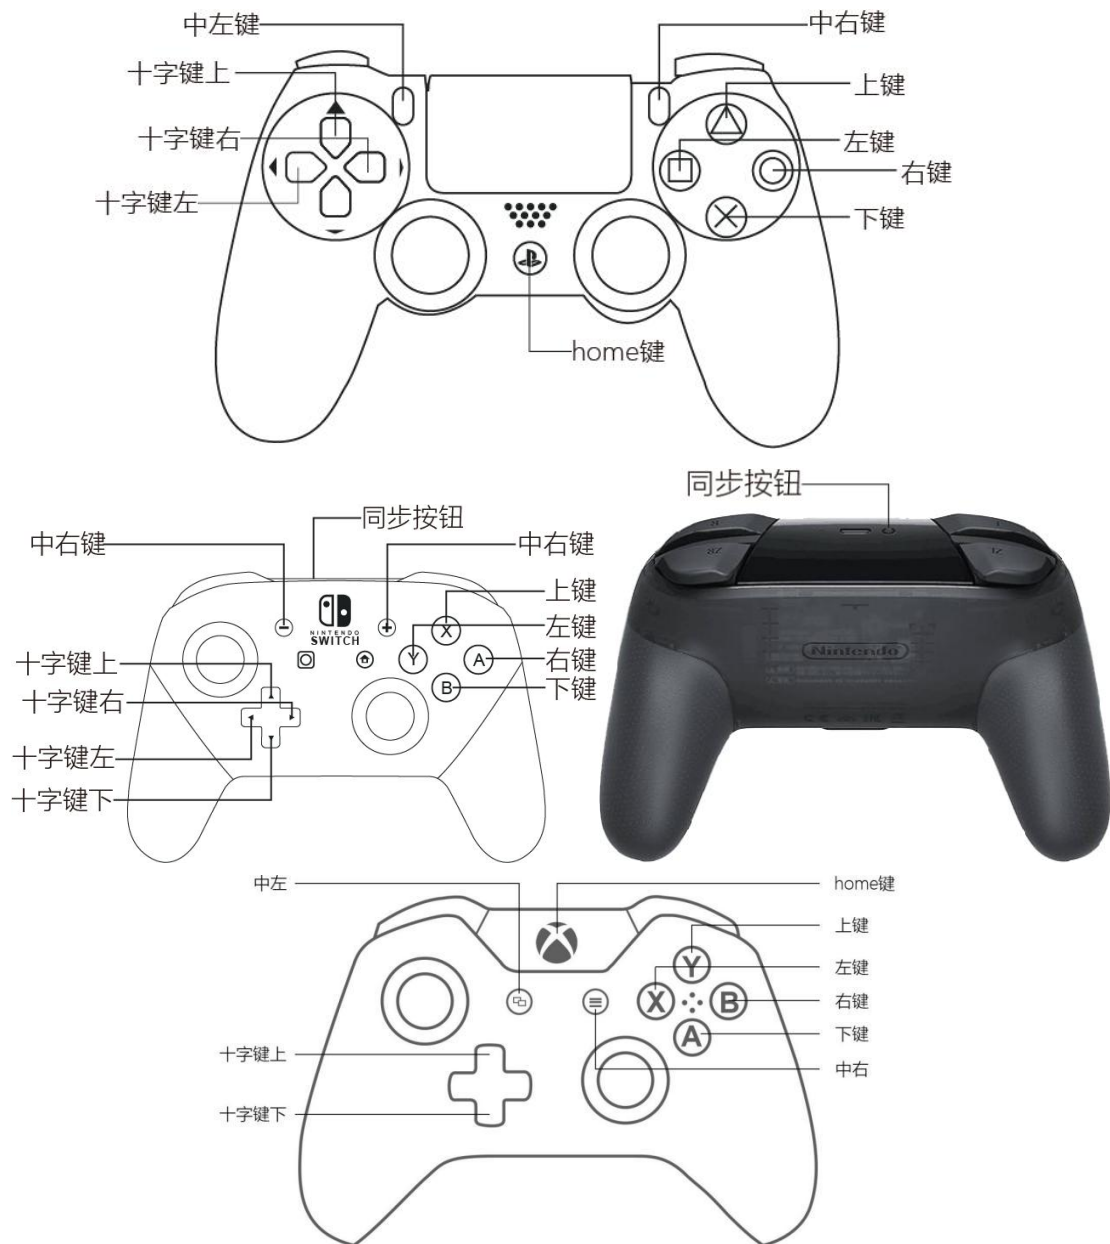 中左键
中右键
十字键上
上键
十字键右
左键
右键
十字键左
下键
home键
同步按钮
同步按钮
中右键
中右键
NINTENDO
SWITCH
X
上键
Y
左键
A
右键
B
下键
十字键上
十字键右
十字键左
十字键下
Nintendo
中左
home键
上键
Y
左键
X
B
右键
A
下键
十字键上
中右
十字键下